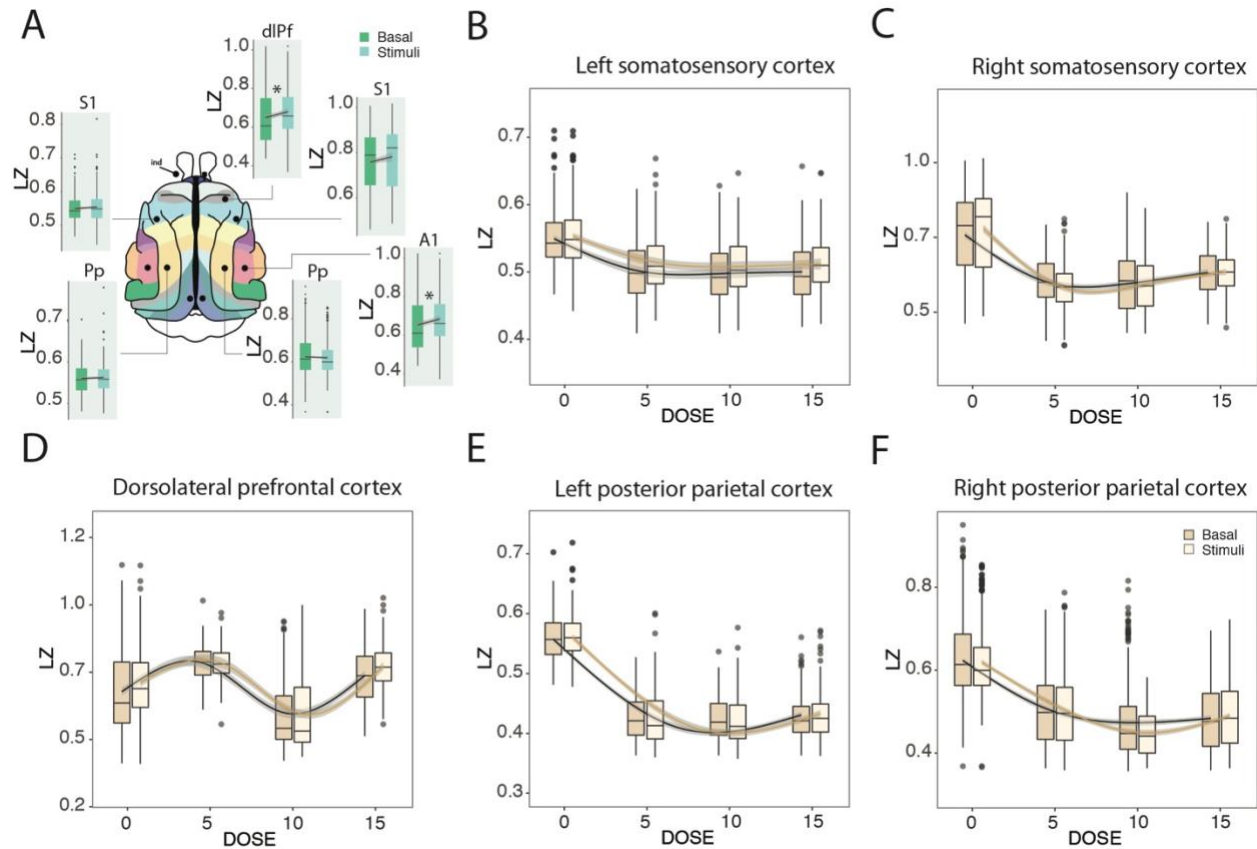 A
Basal
Stimuli
dlPf
LZ
1.0
0.8
0.6
0.4
*
S1
LZ
0.8
0.7
0.6
0.5
S1
LZ
1.0
0.8
0.6
ind
Pp
LZ
0.7
0.6
0.5
Pp
LZ
0.8
0.6
0.4
A1
LZ
1.0
0.8
0.6
0.4
*
B
Left somatosensory cortex
LZ
0.7
0.6
0.5
0.4
0 5 10 15
DOSE
C
Right somatosensory cortex
LZ
1.0
0.7
0.5
0 5 10 15
DOSE
D
Dorsolateral prefrontal cortex
LZ
1.2
1.0
0.7
0.5
0.2
0 5 10 15
DOSE
E
Left posterior parietal cortex
LZ
0.7
0.6
0.5
0.4
0.3
0 5 10 15
DOSE
F
Right posterior parietal cortex
Basal
Stimuli
LZ
0.8
0.6
0.4
0 5 10 15
DOSE